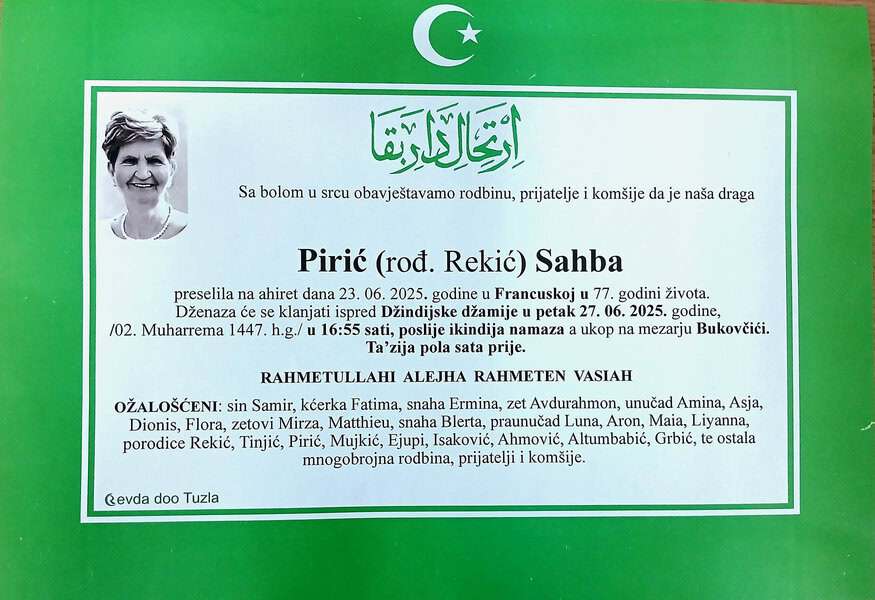 اِرْتِحَالِ دَارِ بَقَا
Sa bolom u srcu obavještavamo rodbinu, prijatelje i komšije da je naša draga
Pirić (rođ. Rekić) Sahba
preselila na ahiret dana 23. 06. 2025. godine u Francuskoj u 77. godini života.
Dženaza će se klanjati ispred Džindijske džamije u petak 27. 06. 2025. godine,
/02. Muharrema 1447. h.g./ u 16:55 sati, poslije ikindija namaza a ukop na mezarju Bukovčići.
Ta'zija pola sata prije.
RAHMETULLAHI ALEJHA RAHMETEN VASIAH
OŽALOŠĆENI: sin Samir, kćerka Fatima, snaha Ermina, zet Avdurahmon, unučad Amina, Asja,
Dionis, Flora, zetovi Mirza, Matthieu, snaha Blerta, praunučad Luna, Aron, Maia, Liyanna,
porodice Rekić, Tinjić, Pirić, Mujkić, Ejupi, Isaković, Ahmović, Altumbabić, Grbić, te ostala
mnogobrojna rodbina, prijatelji i komšije.
evda doo Tuzla